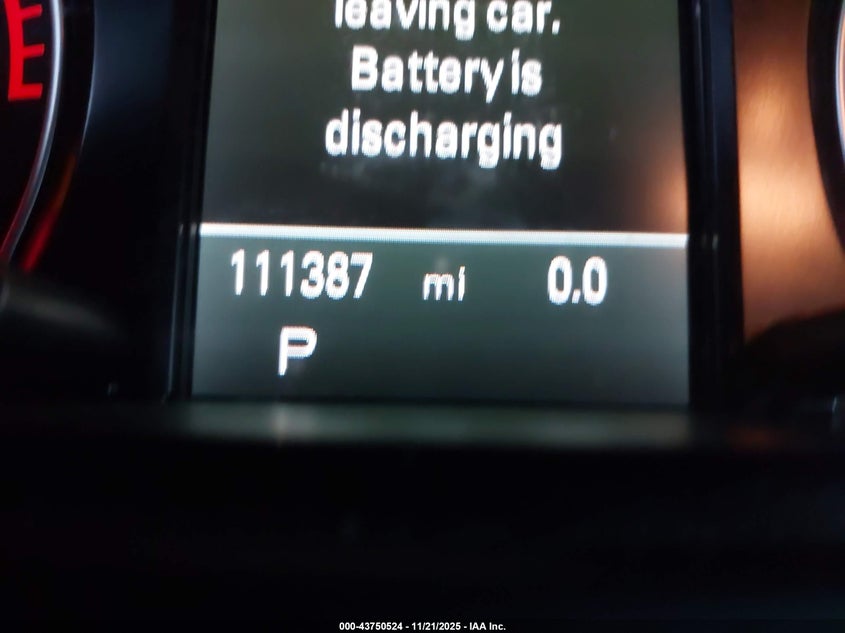 E
leaving car.
Battery is
discharging
111387 mi 0.0
P
000-43750524 - 11/21/2025 - IAA Inc.